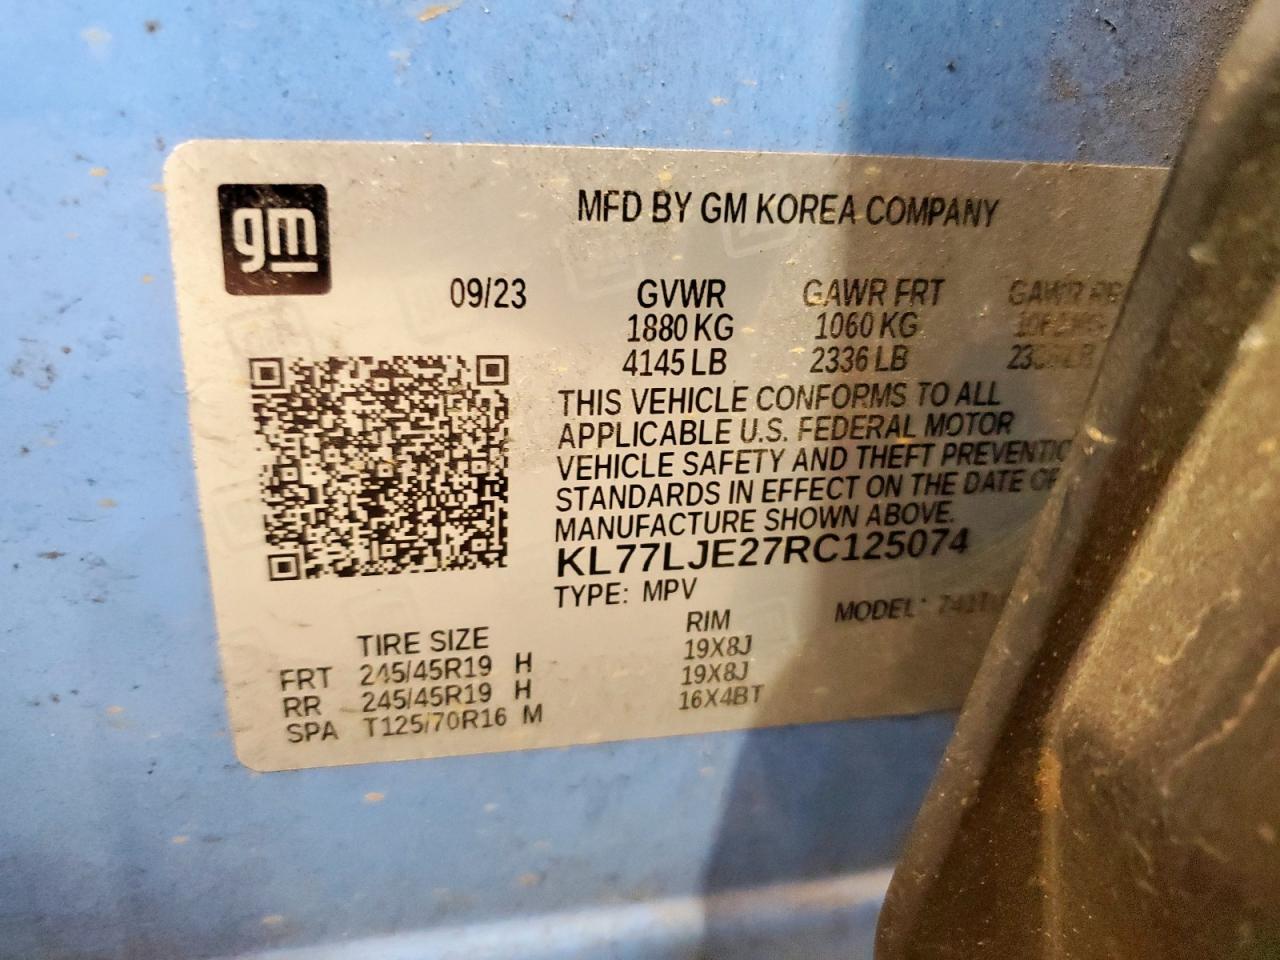 gm
MFD BY GM KOREA COMPANY
09/23 GVWR GAWR FRT GAWR
1880 KG 1060 KG
4145 LB 2336 LB
THIS VEHICLE CONFORMS TO ALL
APPLICABLE U.S. FEDERAL MOTOR
VEHICLE SAFETY AND THEFT PREVENTIO
STANDARDS IN EFFECT ON THE DATE OF
MANUFACTURE SHOWN ABOVE.
KL77LJE27RC125074
TYPE: MPV MODEL:
TIRE SIZE RIM
FRT 245/45R19 H 19X8J
RR 245/45R19 H 19X8J
SPA T125/70R16 M 16X4BT